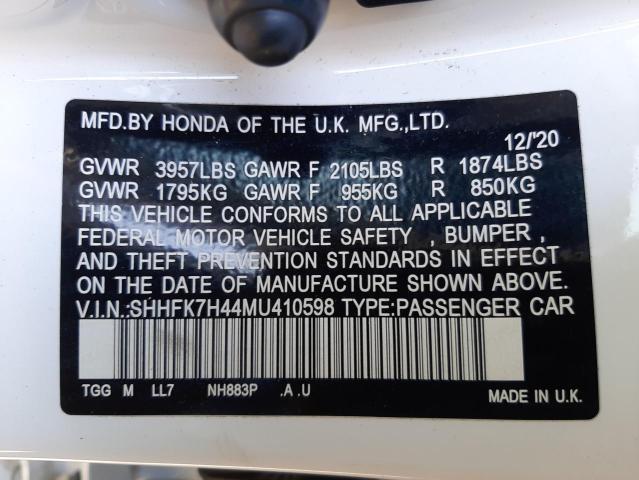 MFD.BY HONDA OF THE U.K. MFG.,LTD.
12/'20
GVWR 3957LBS GAWR F 2105LBS R 1874LBS
GVWR 1795KG GAWR F 955KG R 850KG
THIS VEHICLE CONFORMS TO ALL APPLICABLE
FEDERAL MOTOR VEHICLE SAFETY , BUMPER ,
AND THEFT PREVENTION STANDARDS IN EFFECT
ON THE DATE OF MANUFACTURE SHOWN ABOVE.
V.I.N.:SHHFK7H44MU410598 TYPE:PASSENGER CAR
TGG M LL7 NH883P .A .U
MADE IN U.K.